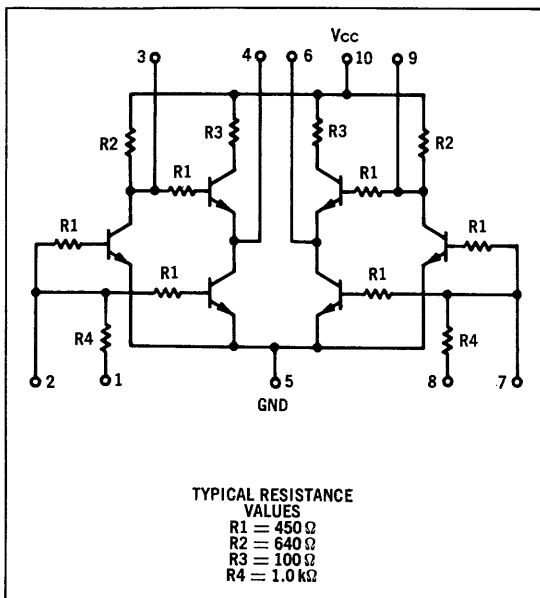 Vcc
3 4 6 10 9
R2 R3 R3 R2
R1 R1
R1 R1
R1 R1
R4 R4
2 1 5 8 7
GND
TYPICAL RESISTANCE
VALUES
R1 = 450 Ω
R2 = 640 Ω
R3 = 100 Ω
R4 = 1.0 kΩ